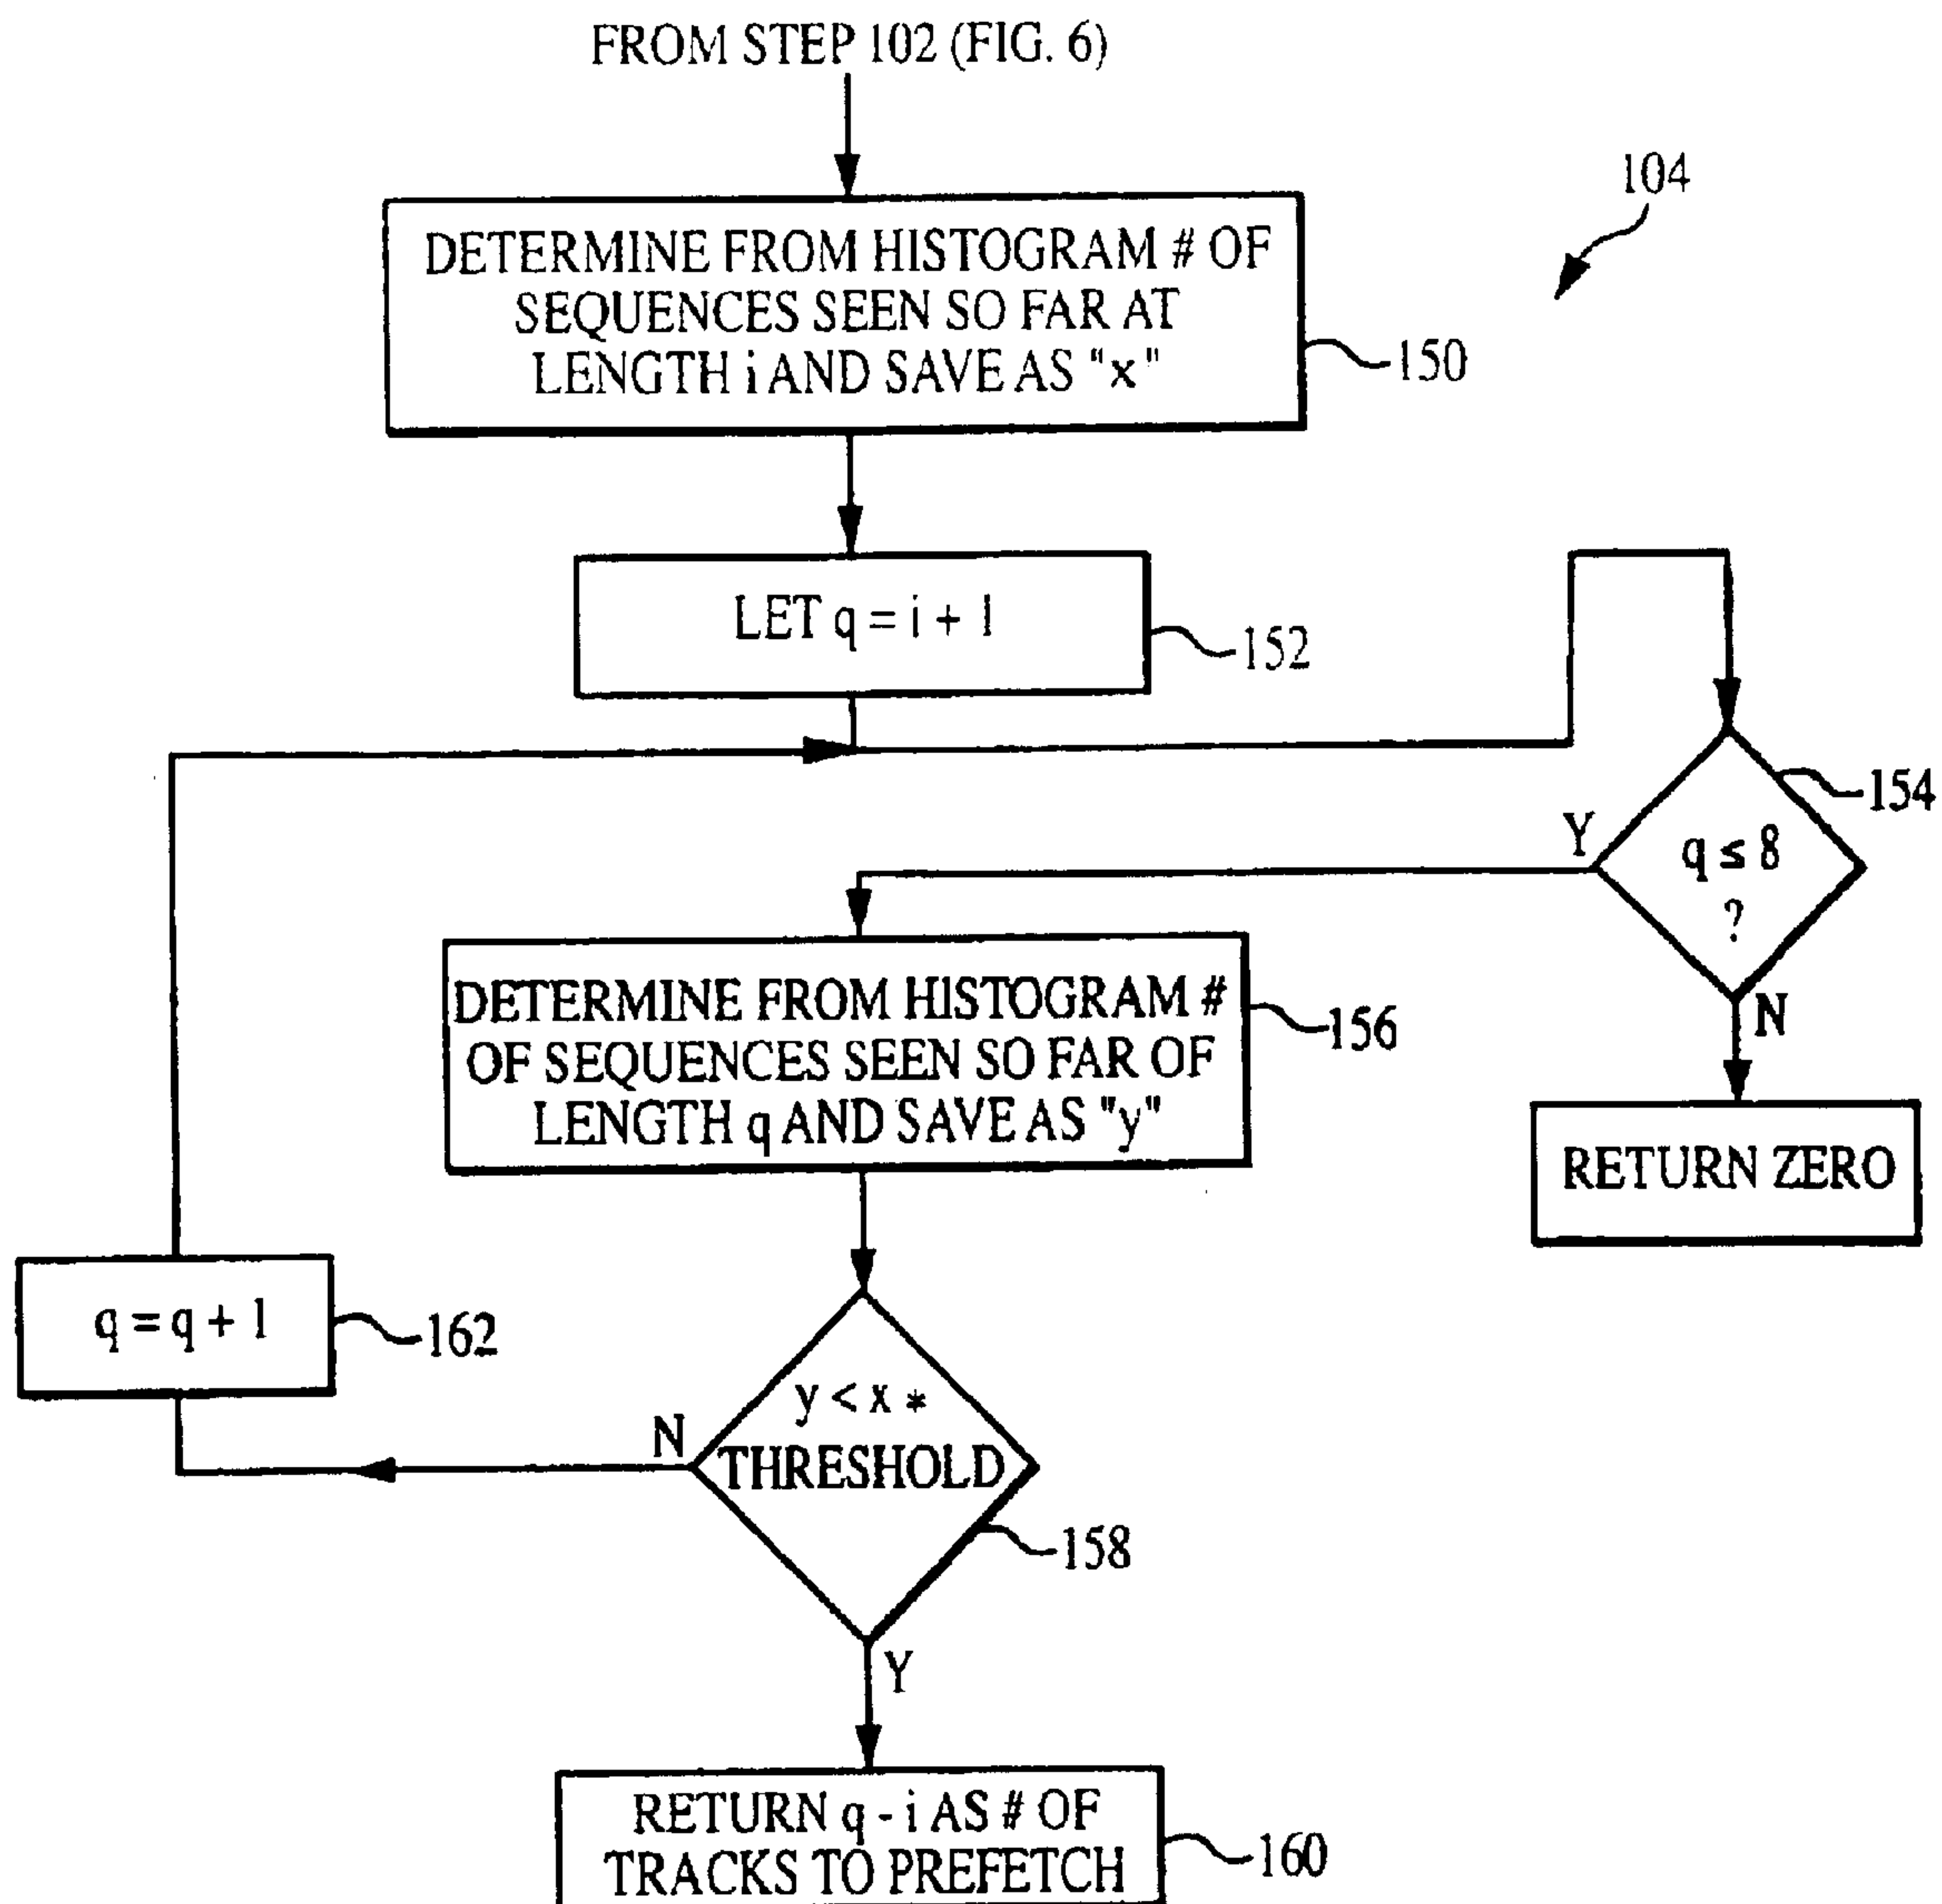 FROM STEP 102 (FIG. 6)
104
DETERMINE FROM HISTOGRAM # OF
SEQUENCES SEEN SO FAR AT
LENGTH i AND SAVE AS "x"
150
LET q = i + 1
152
154
Y
q ≤ 8
?
N
DETERMINE FROM HISTOGRAM #
OF SEQUENCES SEEN SO FAR OF
LENGTH q AND SAVE AS "y"
156
RETURN ZERO
q = q + 1
162
N
y < x *
THRESHOLD
158
Y
RETURN q - i AS # OF
TRACKS TO PREFETCH
160